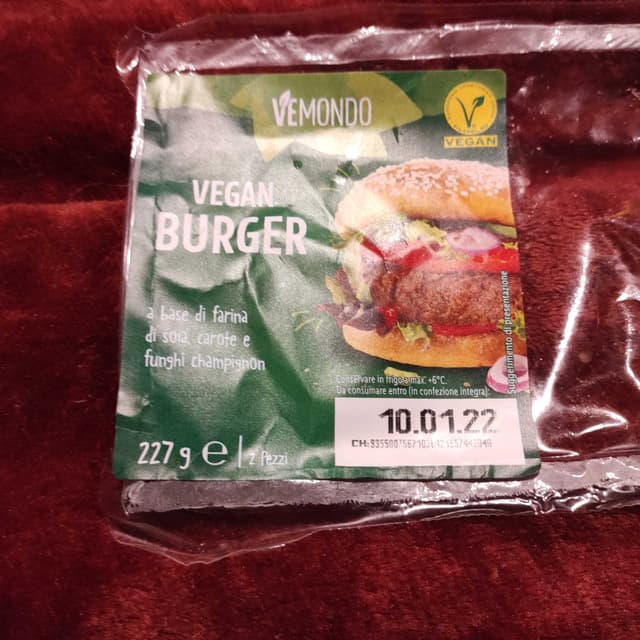 VEMONDO
VEGAN
VEGAN
BURGER
a base di farina
di soia, carote e
funghi champignon
Suggerimento di presentazione
Conservare in frigo a max. +6°C.
Da consumare entro (in confezione integra):
10.01.22
227 g e 2 Pezzi